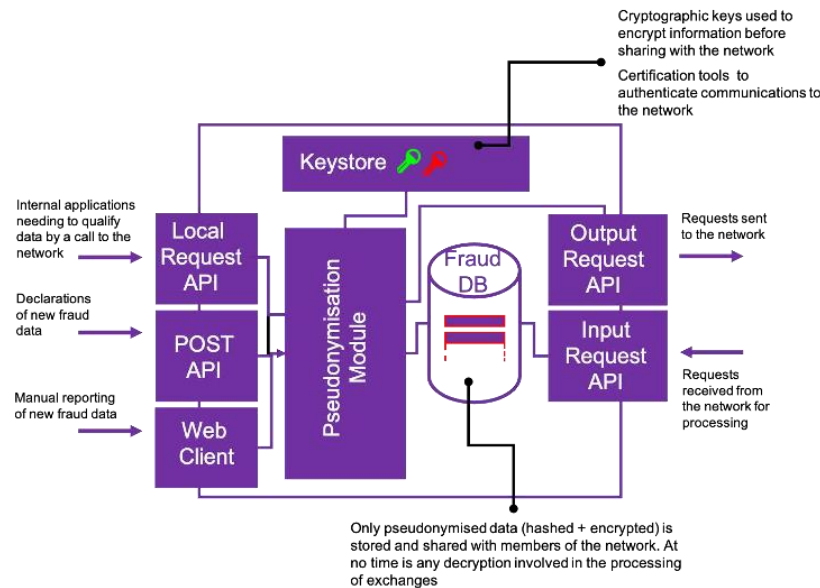 Cryptographic keys used to
encrypt information before
sharing with the network
Certification tools to
authenticate communications to
the network
Keystore
Internal applications
needing to qualify
data by a call to the
network
Local
Request
API
Declarations
of new fraud
data
POST
API
Manual reporting
of new fraud data
Web
Client
Pseudonymisation
Module
Fraud
DB
Output
Request
API
Requests sent
to the network
Input
Request
API
Requests
received from
the network for
processing
Only pseudonymised data (hashed + encrypted) is
stored and shared with members of the network. At
no time is any decryption involved in the processing
of exchanges